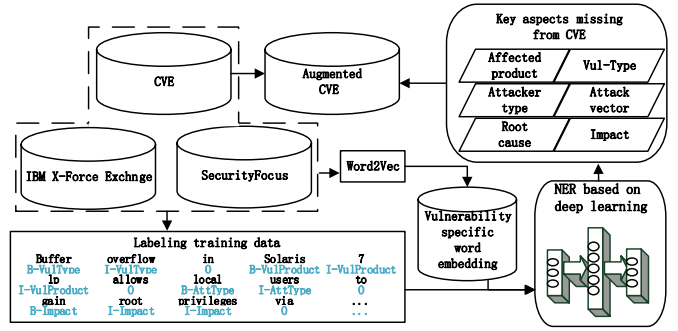 Key aspects missing
from CVE
Affected
product
Vul-Type
Attacker
type
Attack
vector
Root
cause
Impact
CVE
Augmented
CVE
IBM X-Force Exchnge
SecurityFocus
Word2Vec
Vulnerability
specific
word
embedding
NER based on
deep learning
Labeling training data
Buffer overflow in Solaris 7
B-VulType I-VulType O B-VulProduct I-VulProduct
lp allows local users to
I-VulProduct O B-AttType I-AttType O
gain root privileges via ...
B-Impact I-Impact I-Impact O ...